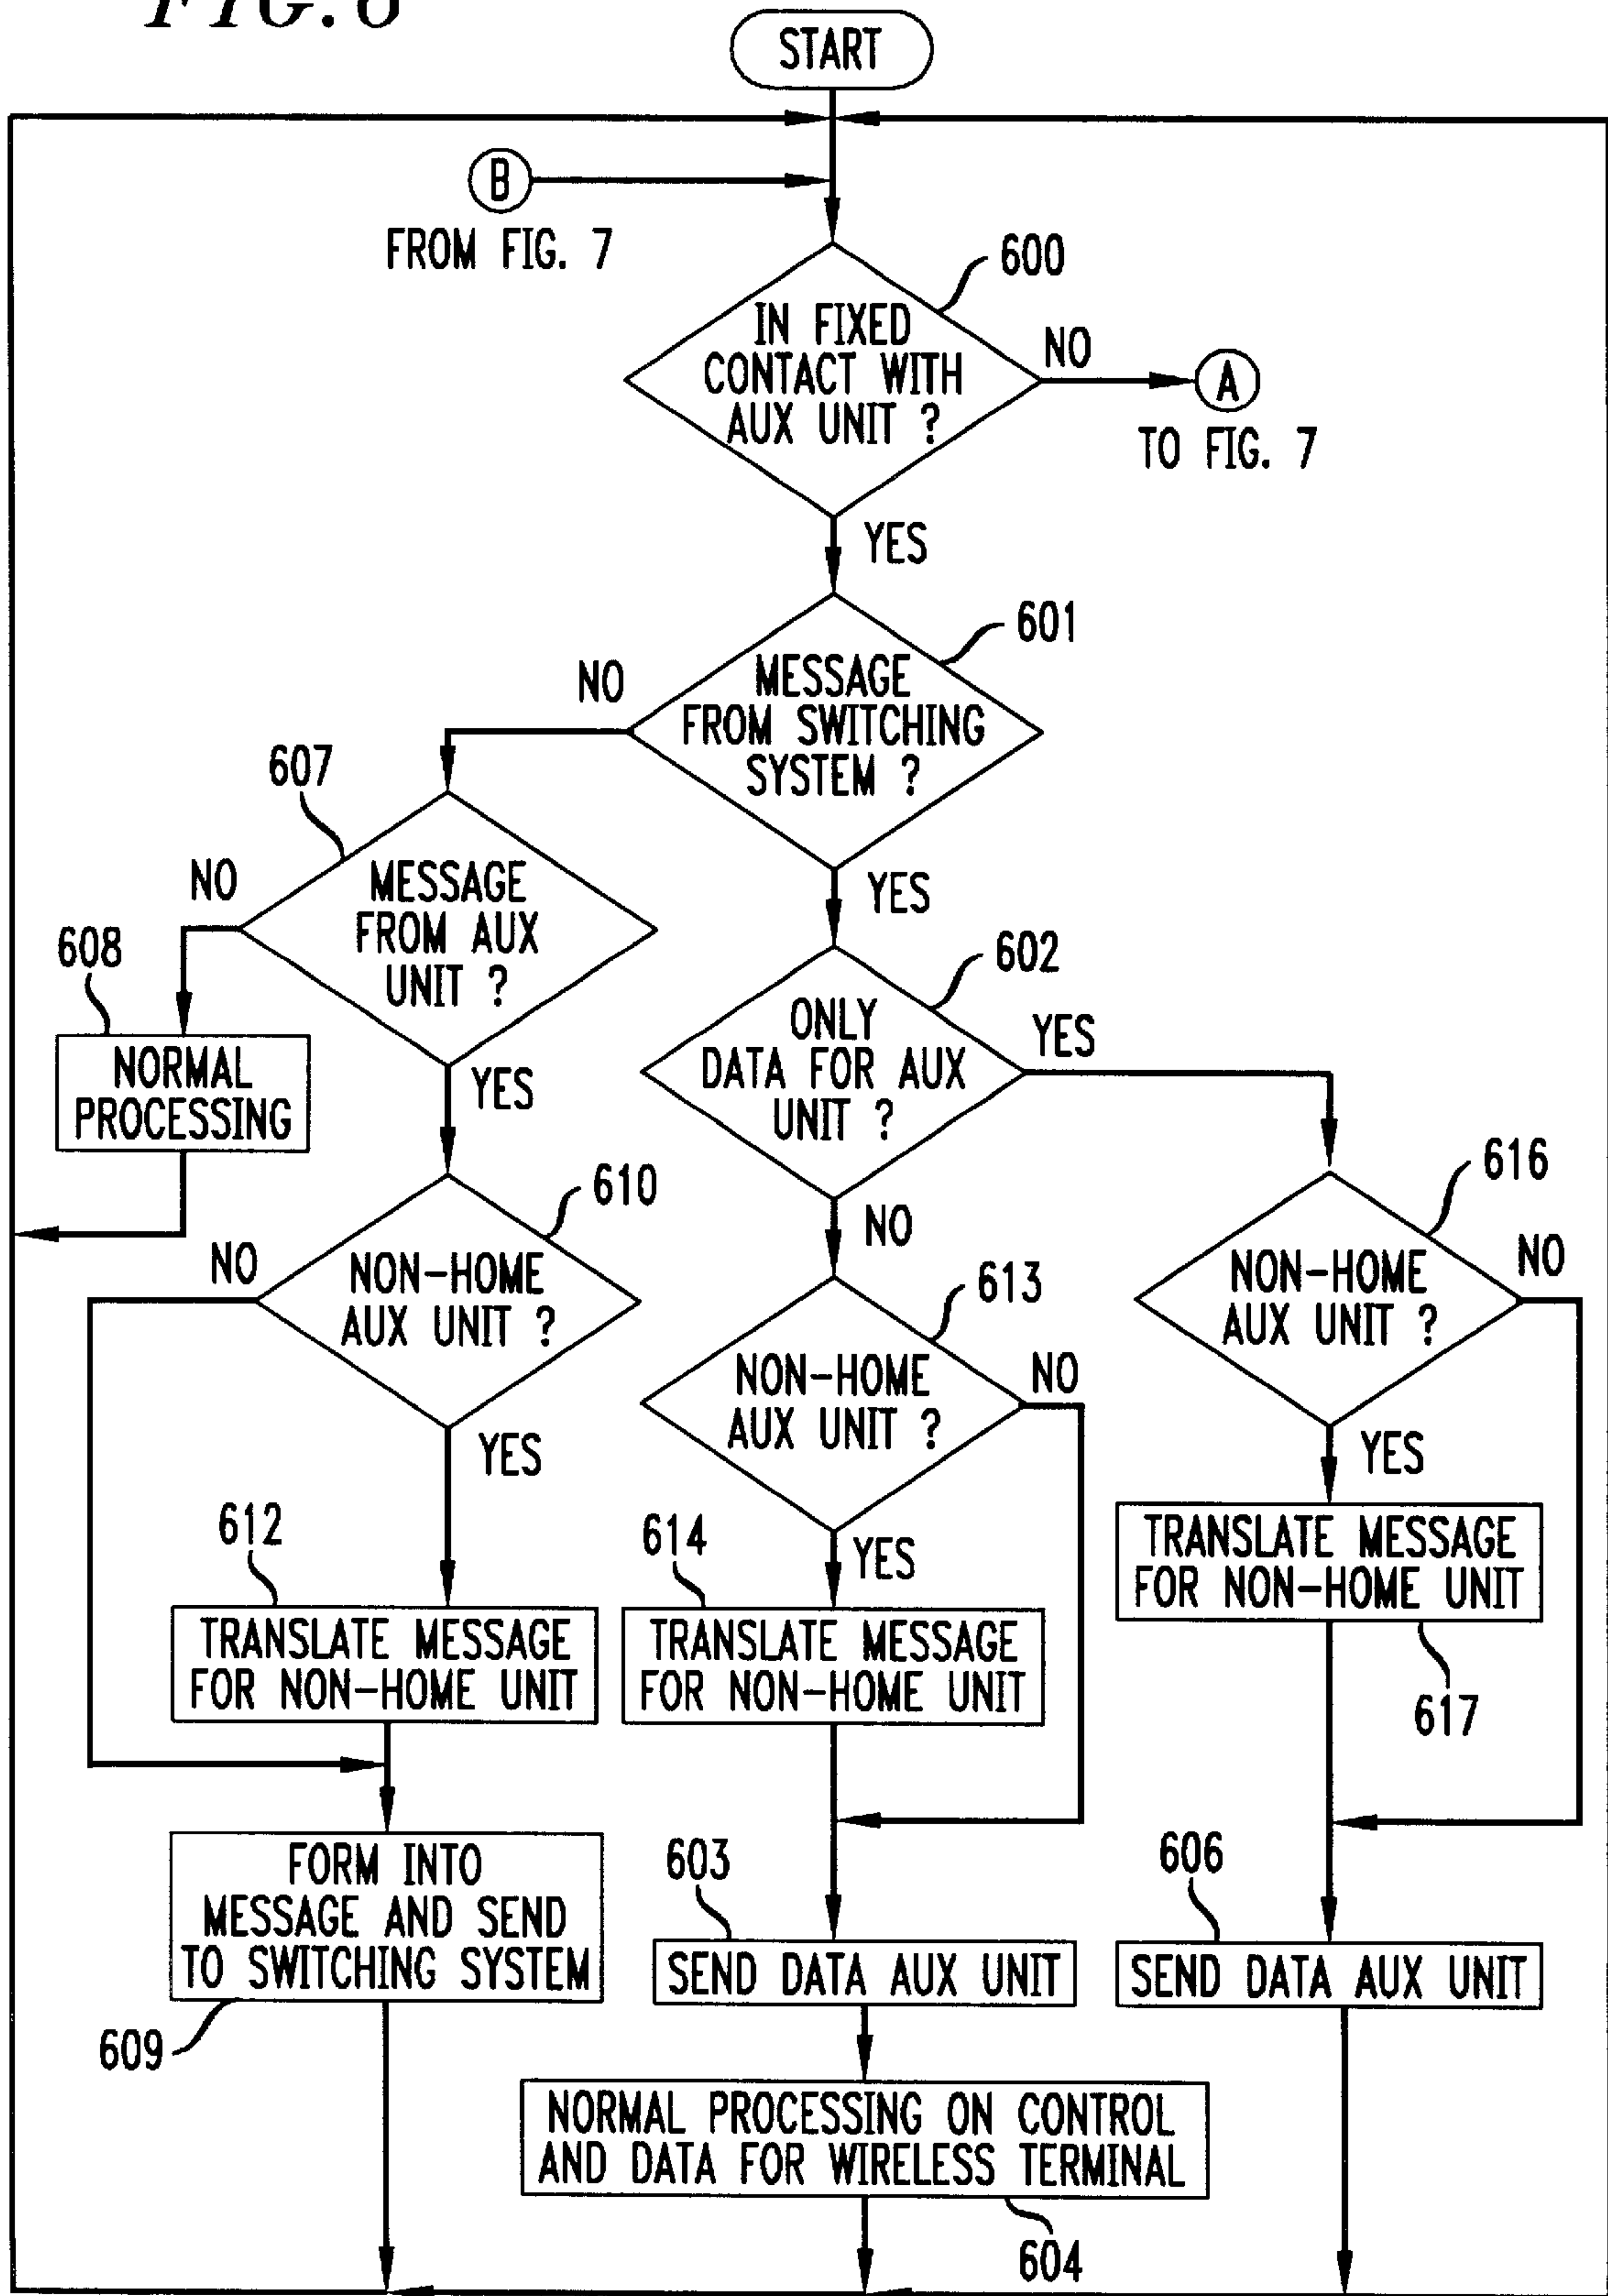 FIG. 6
START
B
FROM FIG. 7
600
IN FIXED
CONTACT WITH
AUX UNIT ?
NO
A
TO FIG. 7
YES
601
MESSAGE
FROM SWITCHING
SYSTEM ?
NO
YES
607
MESSAGE
FROM AUX
UNIT ?
NO
YES
608
NORMAL
PROCESSING
602
ONLY
DATA FOR AUX
UNIT ?
YES
NO
610
NON-HOME
AUX UNIT ?
NO
YES
613
NON-HOME
AUX UNIT ?
NO
YES
616
NON-HOME
AUX UNIT ?
NO
YES
612
TRANSLATE MESSAGE
FOR NON-HOME UNIT
614
TRANSLATE MESSAGE
FOR NON-HOME UNIT
TRANSLATE MESSAGE
FOR NON-HOME UNIT
617
FORM INTO
MESSAGE AND SEND
TO SWITCHING SYSTEM
609
603
SEND DATA AUX UNIT
606
SEND DATA AUX UNIT
NORMAL PROCESSING ON CONTROL
AND DATA FOR WIRELESS TERMINAL
604